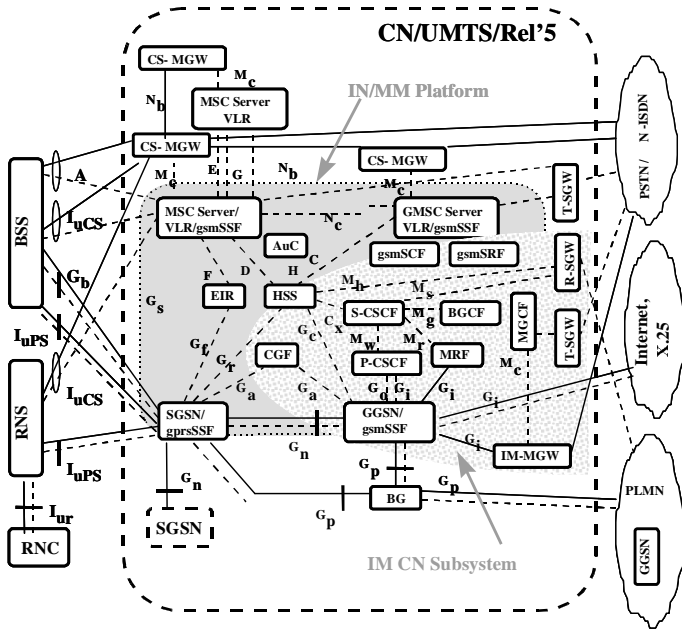 CN/UMTS/Rel'5
CS- MGW
Mc
IN/MM Platform
Nb
MSC Server
VLR
CS- MGW
CS- MGW
N -ISDN
PSTN/
A
Mc
E
G
Nb
Mc
T-SGW
BSS
IuCS
MSC Server/
VLR/gsmSSF
Nc
GMSC Server
VLR/gsmSSF
AuC
C
gsmSCF
gsmSRF
R-SGW
Gb
F
D
H
Mh
Ms
Gs
EIR
HSS
S-CSCF
Mg
BGCF
MGCF
Internet,
X.25
IuPS
Cx
Gf
Gr
Gc
Mw
Mr
T-SGW
CGF
P-CSCF
MRF
Mc
IuCS
Ga
Ga
Go
Gi
Gi
Gi
RNS
SGSN/
gprsSSF
GGSN/
gsmSSF
Gn
Gi
IM-MGW
IuPS
Gn
Gp
Gp
PLMN
BG
Iur
SGSN
Gp
RNC
IM CN Subsystem
GGSN